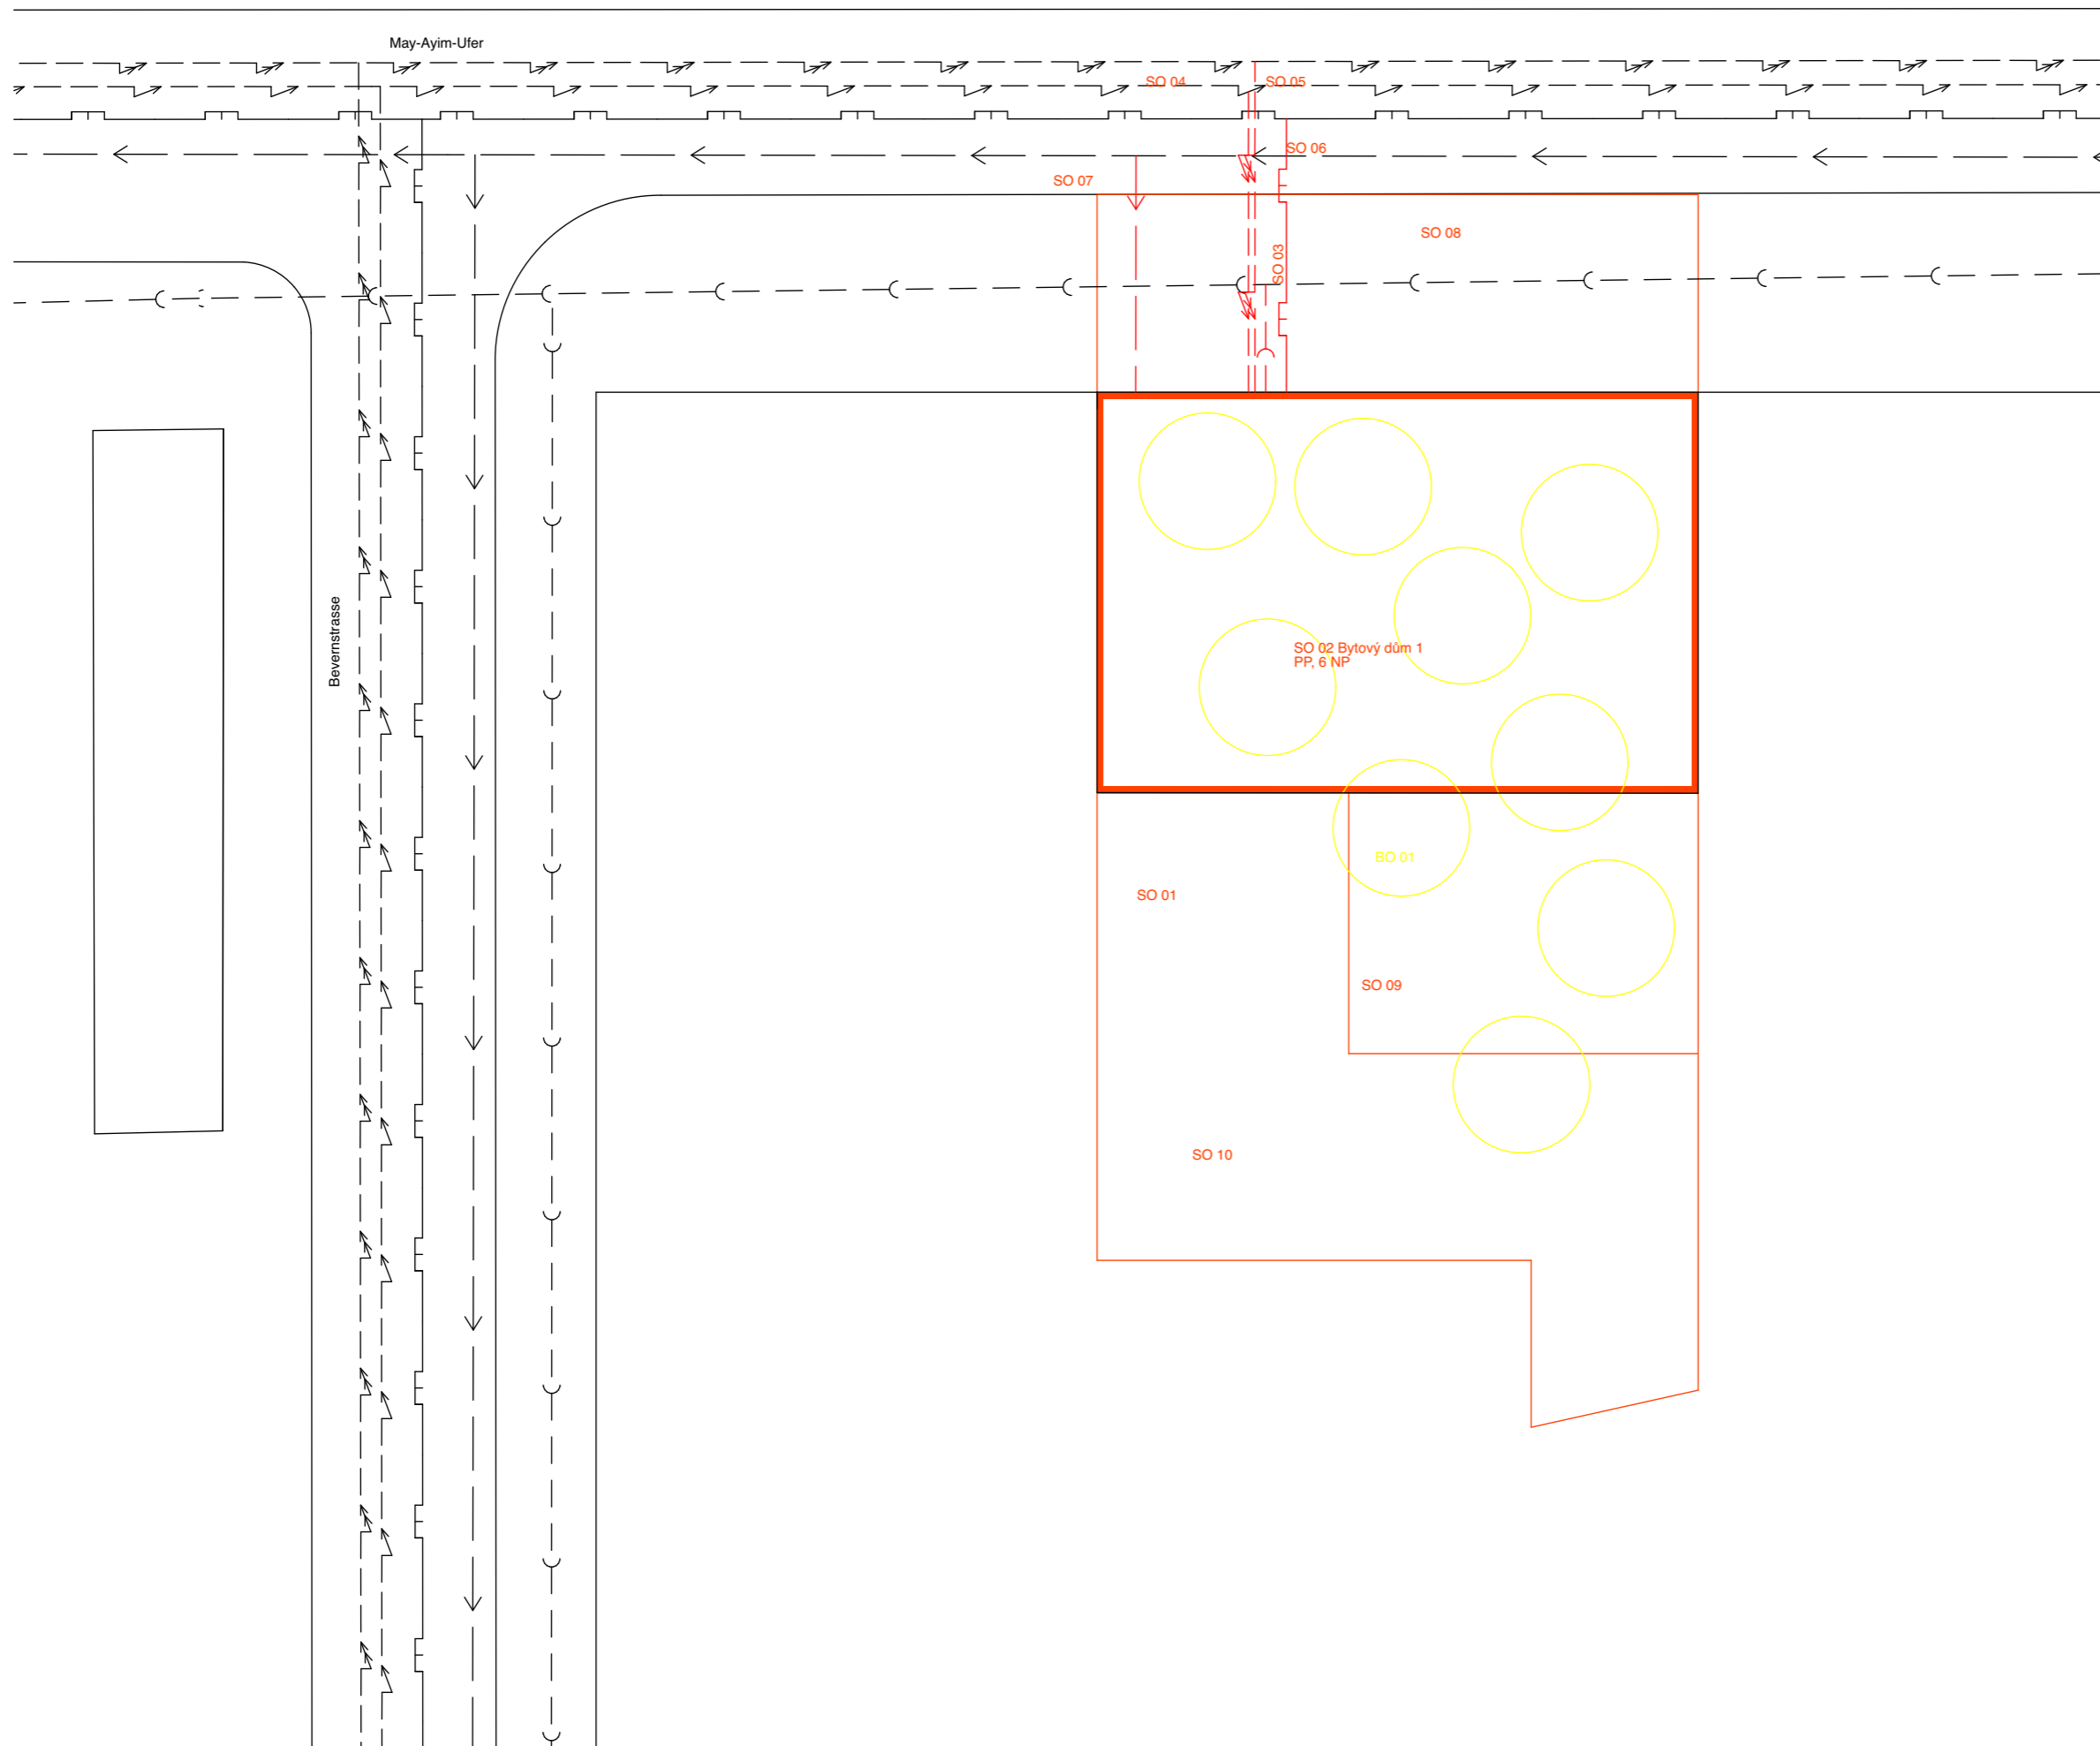 May-Ayim-Ufer
SO 04
SO 05
SO 06
SO 07
SO 08
SO 03
Bevernstrasse
SO 02 Bytový dům 1
PP, 6 NP
BO 01
SO 01
SO 09
SO 10